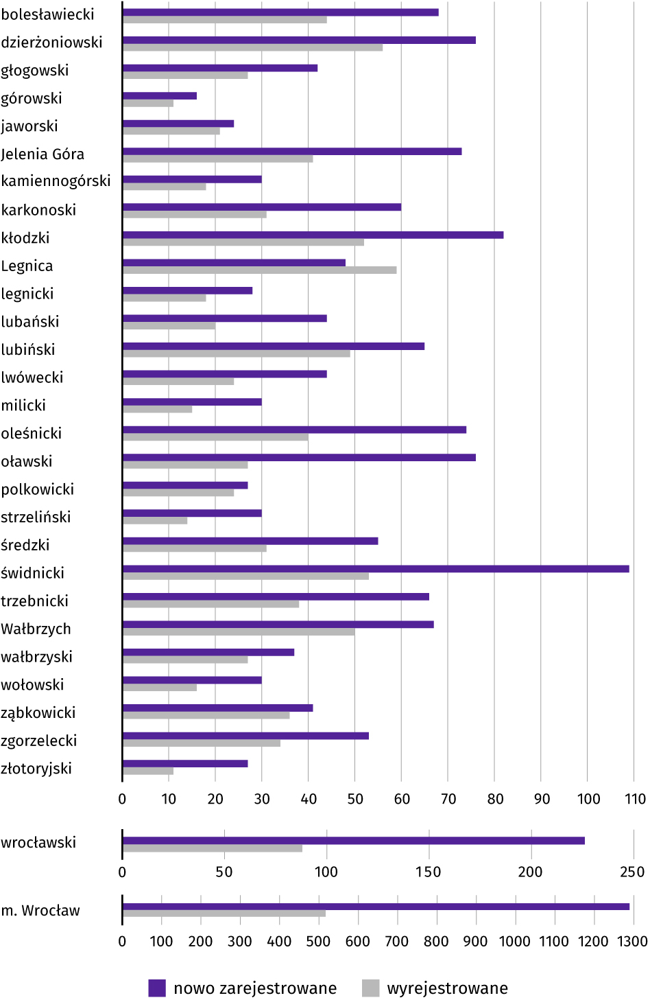 bolesławiecki
dzierżoniowski
głogowski
górowski
jaworski
Jelenia Góra
kamiennogórski
karkonoski
kłodzki
Legnica
legnicki
lubański
lubiński
lwówecki
milicki
oleśnicki
oławski
polkowicki
strzeliński
średzki
świdnicki
trzebnicki
Wałbrzych
wałbrzyski
wołowski
ząbkowicki
zgorzelecki
złotoryjski
0 10 20 30 40 50 60 70 80 90 100 110
wrocławski
0 50 100 150 200 250
m. Wrocław
0 100 200 300 400 500 600 700 800 900 1000 1100 1200 1300
nowo zarejestrowane wyrejestrowane